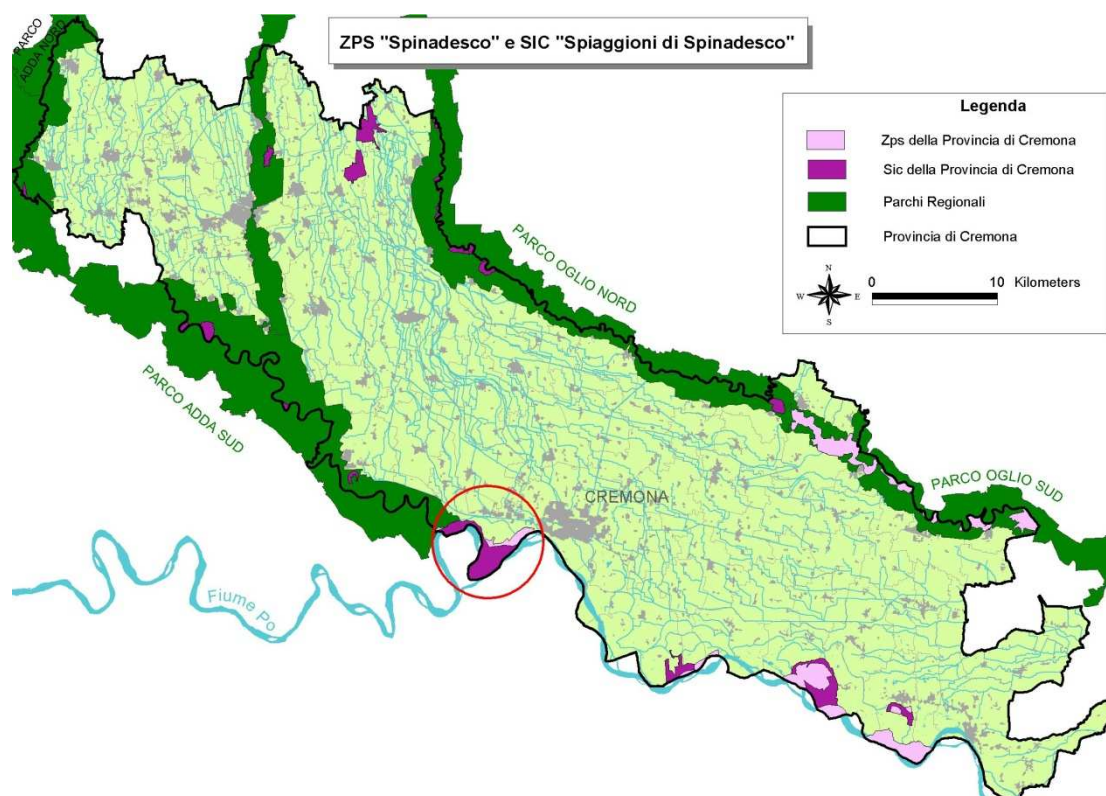 PARCO
ADDA NORD
ZPS "Spinadesco" e SIC "Spiaggioni di Spinadesco"
Legenda
Zps della Provincia di Cremona
Sic della Provincia di Cremona
Parchi Regionali
Provincia di Cremona
N
W E
S
0 10 Kilometers
PARCO OGLIO NORD
PARCO ADDA SUD
PARCO OGLIO SUD
CREMONA
Fiume Po